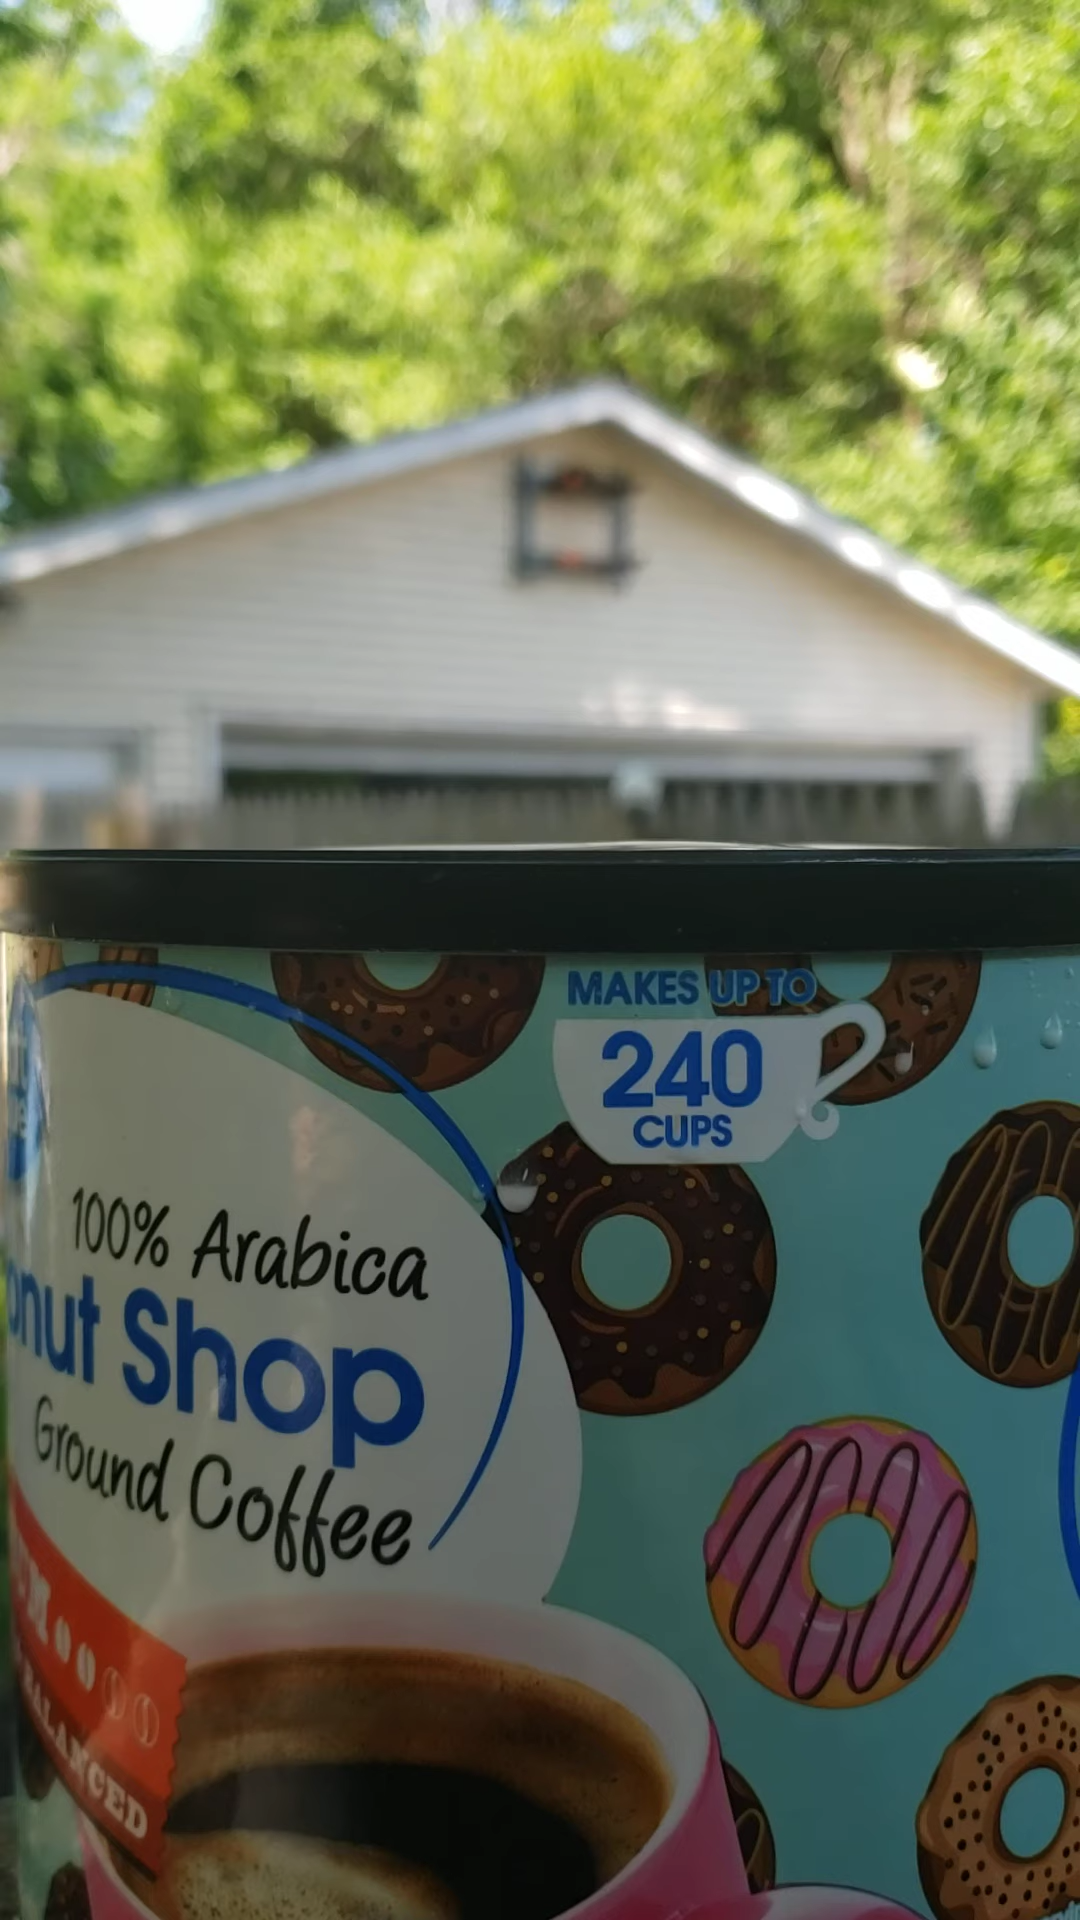 MAKES UP TO
240
CUPS
100% Arabica
onut Shop
Ground Coffee
BALANCED